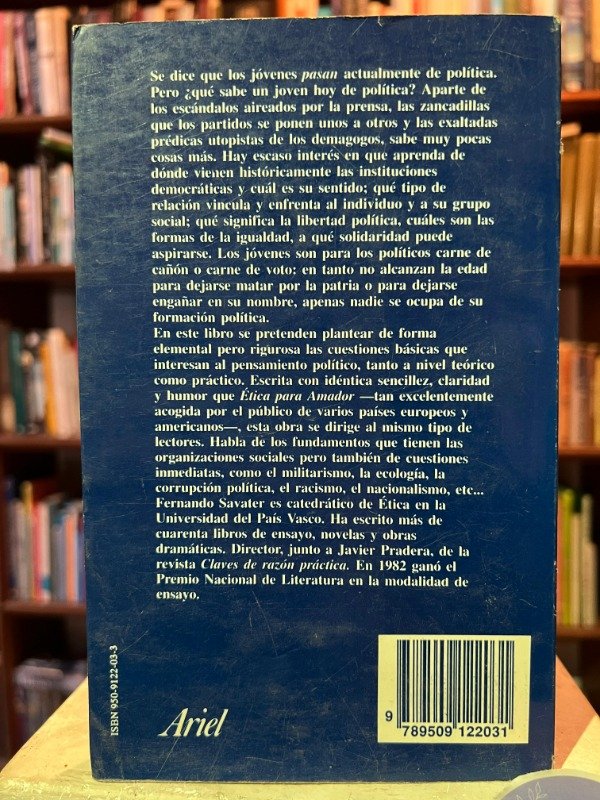 Se dice que los jóvenes pasan actualmente de política.
Pero ¿qué sabe un joven hoy de política? Aparte de
los escándalos aireados por la prensa, las zancadillas
que los partidos se ponen unos a otros y las exaltadas
prédicas utopistas de los demagogos, sabe muy pocas
cosas más. Hay escaso interés en que aprenda de
dónde vienen históricamente las instituciones
democráticas y cuál es su sentido; qué tipo de
relación vincula y enfrenta al individuo y a su grupo
social; qué significa la libertad política, cuáles son las
formas de la igualdad, a qué solidaridad puede
aspirarse. Los jóvenes son para los políticos carne de
cañón o carne de voto: en tanto no alcanzan la edad
para dejarse matar por la patria o para dejarse
engañar en su nombre, apenas nadie se ocupa de su
formación política.
En este libro se pretenden plantear de forma
elemental pero rigurosa las cuestiones básicas que
interesan al pensamiento político, tanto a nivel teórico
como práctico. Escrita con idéntica sencillez, claridad
y humor que Ética para Amador —tan excelentemente
acogida por el público de varios países europeos y
americanos—, esta obra se dirige al mismo tipo de
lectores. Habla de los fundamentos que tienen las
organizaciones sociales pero también de cuestiones
inmediatas, como el militarismo, la ecología, la
corrupción política, el racismo, el nacionalismo, etc...
Fernando Savater es catedrático de Ética en la
Universidad del País Vasco. Ha escrito más de
cuarenta libros de ensayo, novelas y obras
dramáticas. Director, junto a Javier Pradera, de la
revista Claves de razón práctica. En 1982 ganó el
Premio Nacional de Literatura en la modalidad de
ensayo.
ISBN 950-9122-03-3
Ariel
9 789509 122031